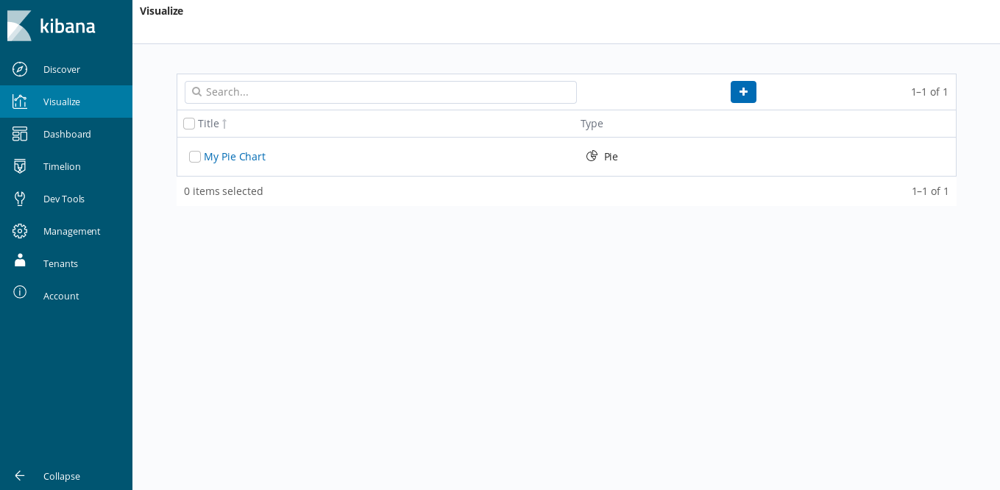 Visualize
kibana
Discover
Visualize
Dashboard
Timelion
Dev Tools
Management
Tenants
Account
Collapse
Search...
1–1 of 1
Title Type
My Pie Chart Pie
0 items selected 1–1 of 1